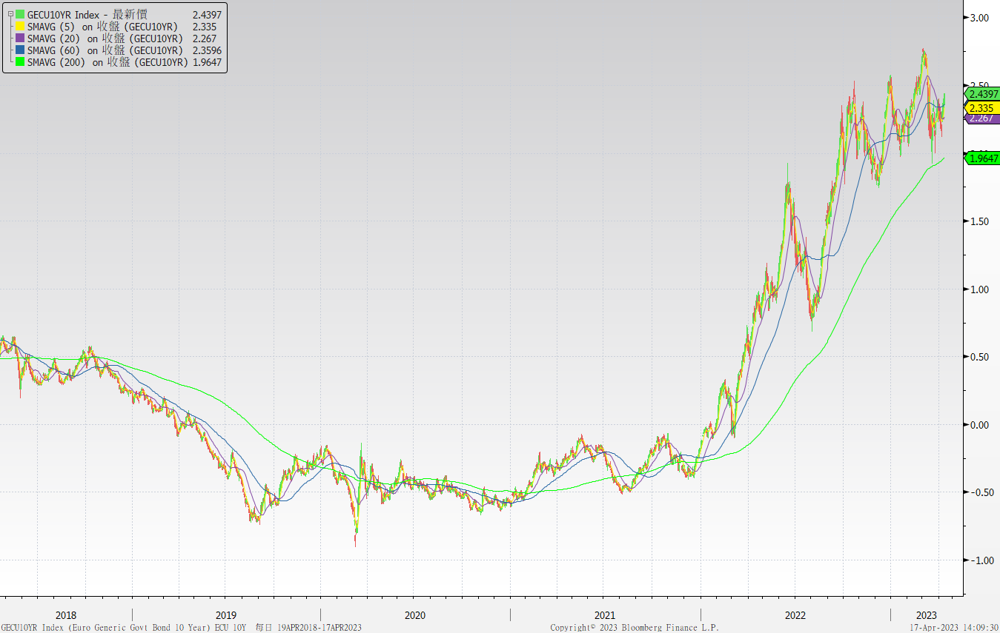 GECU10YR Index - 最新價 2.4397
SMAVG (5) on 收盤 (GECU10YR) 2.335
SMAVG (20) on 收盤 (GECU10YR) 2.267
SMAVG (60) on 收盤 (GECU10YR) 2.3596
SMAVG (200) on 收盤 (GECU10YR) 1.9647
3.00
2.50
2.4397
2.335
2.267
1.9647
1.50
1.00
0.50
0.00
-0.50
-1.00
2018 2019 2020 2021 2022 2023
GECU10YR Index (Euro Generic Govt Bond 10 Year) ECU 10Y 每日 19APR2018-17APR2023 Copyright© 2023 Bloomberg Finance L.P. 17-Apr-2023 14:09:30